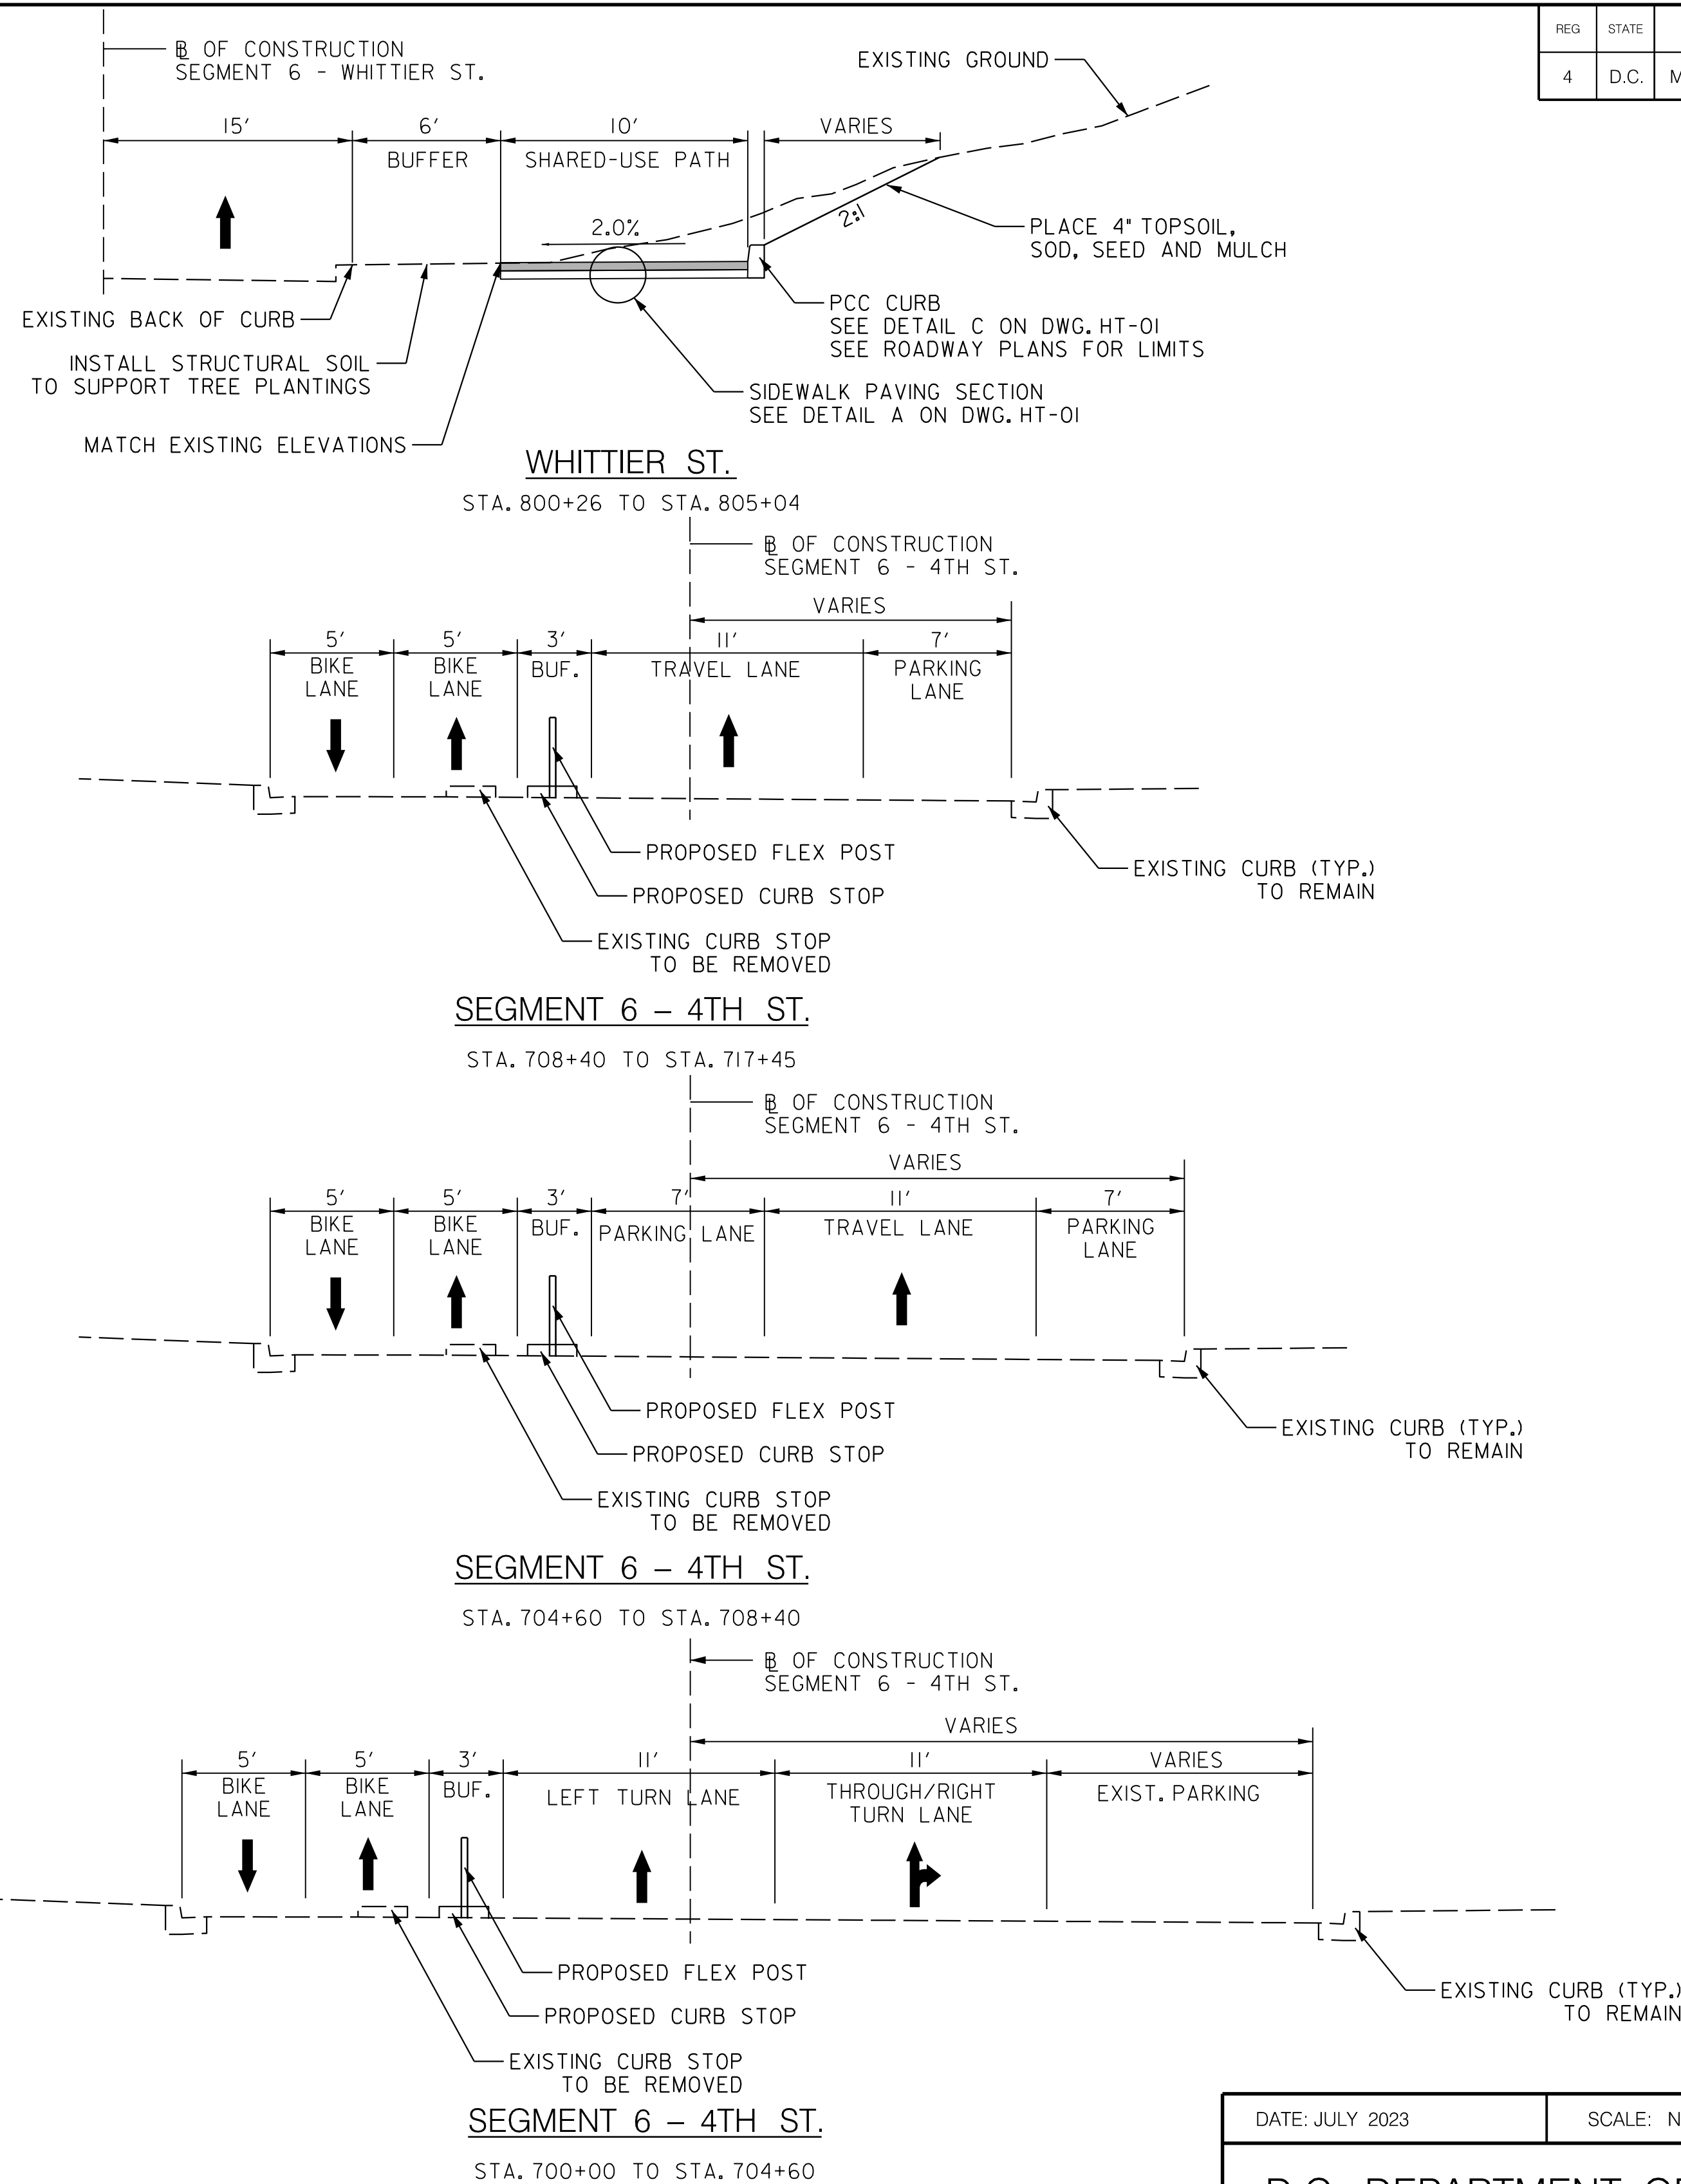 REG STATE
4 D.C.
℄ OF CONSTRUCTION
SEGMENT 6 - WHITTIER ST.
EXISTING GROUND
15' 6' 10' VARIES
BUFFER SHARED-USE PATH
2.0%
2:1
PLACE 4" TOPSOIL,
SOD, SEED AND MULCH
EXISTING BACK OF CURB
PCC CURB
SEE DETAIL C ON DWG. HT-01
SEE ROADWAY PLANS FOR LIMITS
INSTALL STRUCTURAL SOIL
TO SUPPORT TREE PLANTINGS
SIDEWALK PAVING SECTION
SEE DETAIL A ON DWG. HT-01
MATCH EXISTING ELEVATIONS
WHITTIER ST.
STA. 800+26 TO STA. 805+04
BL OF CONSTRUCTION
SEGMENT 6 - 4TH ST.
VARIES
5' 5' 3' 11' 7'
BIKE LANE
BIKE LANE
BUF.
TRAVEL LANE
PARKING LANE
PROPOSED FLEX POST
PROPOSED CURB STOP
EXISTING CURB STOP
TO BE REMOVED
EXISTING CURB (TYP.)
TO REMAIN
SEGMENT 6 – 4TH ST.
STA. 708+40 TO STA. 717+45
BL OF CONSTRUCTION
SEGMENT 6 - 4TH ST.
VARIES
5' 5' 3' 7' 11' 7'
BIKE LANE
BIKE LANE
BUF.
PARKING LANE
TRAVEL LANE
PARKING LANE
PROPOSED FLEX POST
PROPOSED CURB STOP
EXISTING CURB STOP
TO BE REMOVED
EXISTING CURB (TYP.)
TO REMAIN
SEGMENT 6 – 4TH ST.
STA. 704+60 TO STA. 708+40
BL OF CONSTRUCTION
SEGMENT 6 - 4TH ST.
VARIES
5' 5' 3' 11' 11' VARIES
BIKE LANE
BIKE LANE
BUF.
LEFT TURN LANE
THROUGH/RIGHT
TURN LANE
EXIST. PARKING
PROPOSED FLEX POST
PROPOSED CURB STOP
EXISTING CURB STOP
TO BE REMOVED
EXISTING CURB (TYP.)
TO REMAIN
SEGMENT 6 – 4TH ST.
STA. 700+00 TO STA. 704+60
DATE: JULY 2023 SCALE: N
D.C. DEPARTMENT